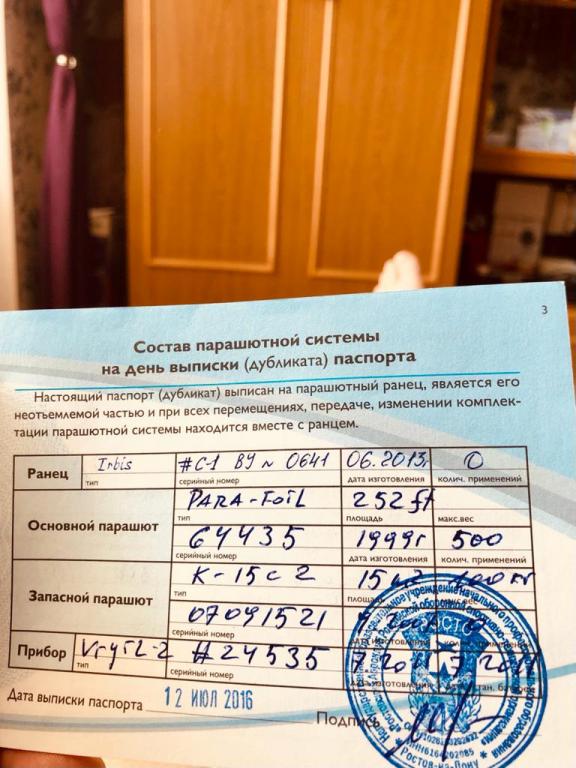 3
Состав парашютной системы
на день выписки (дубликата) паспорта
Настоящий паспорт (дубликат) выписан на парашютный ранец, является его
неотъемлемой частью и при всех перемещениях, передаче, изменении комплек-
тации парашютной системы находится вместе с ранцем.
Ранец Irbis #С-1 ВУ № 0641 06.2013г 0
тип серийный номер дата изготовления колич. применений
Основной парашют PARA-FOIL 252 ft
тип площадь макс.вес
64435 1999г 500
серийный номер дата изготовления колич. применений
Запасной парашют К-15 с 2
тип
07091521
серийный номер
Прибор #24535
тип серийный номер
Дата выписки паспорта 12 ИЮЛ 2016
Подпись
Ростов-на-Дону